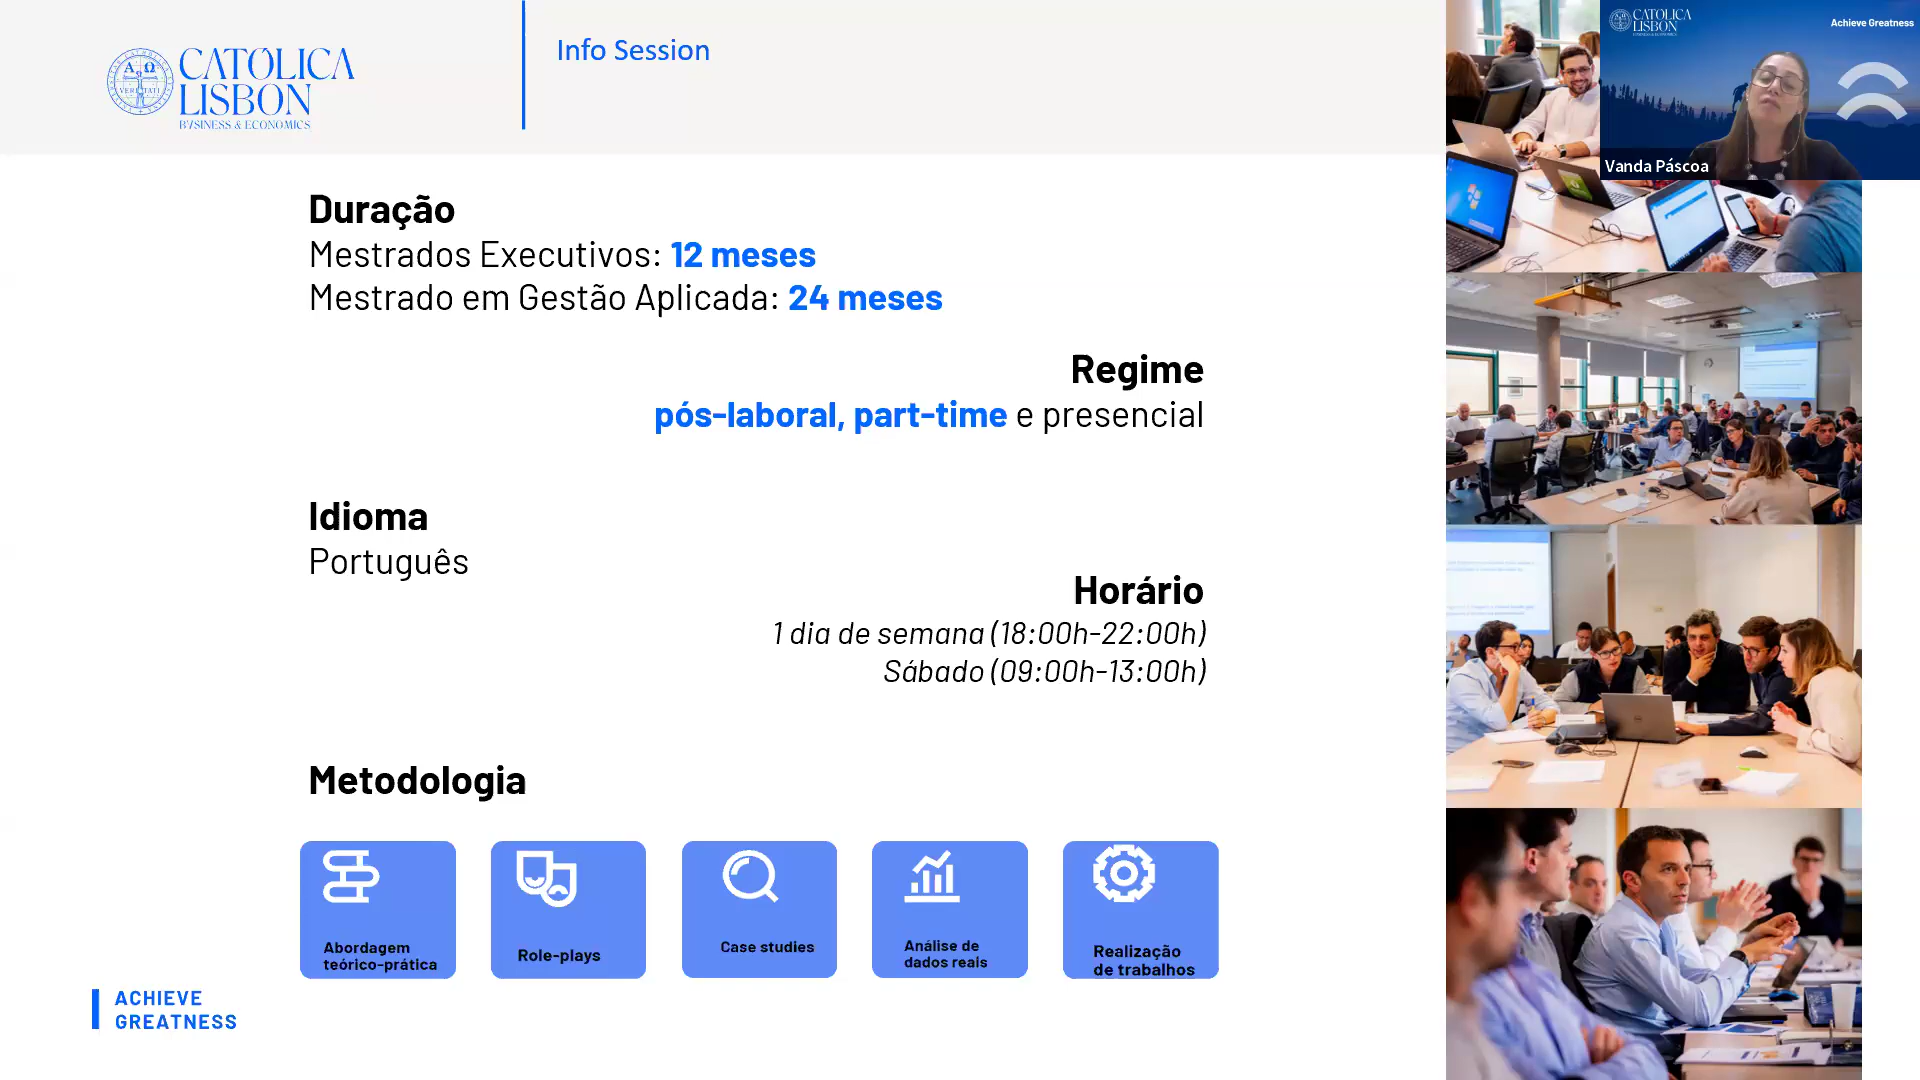 CATÓLICA
LISBON
BUSINESS & ECONOMICS
Info Session
CATÓLICA
LISBON
Achieve Greatness
Vanda Páscoa
Duração
Mestrados Executivos: 12 meses
Mestrado em Gestão Aplicada: 24 meses
Regime
pós-laboral, part-time e presencial
Idioma
Português
Horário
1 dia de semana (18:00h-22:00h)
Sábado (09:00h-13:00h)
Metodologia
Abordagem
teórico-prática
Role-plays
Case studies
Análise de
dados reais
Realização
de trabalhos
ACHIEVE
GREATNESS